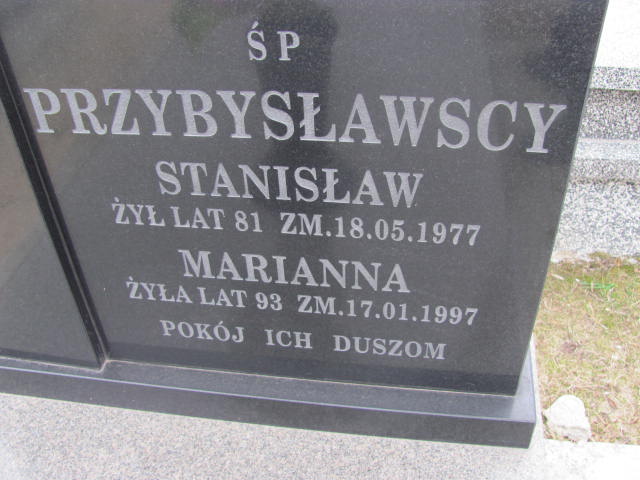 ŚP
PRZYBYSŁAWSCY
STANISŁAW
ŻYŁ LAT 81 ZM.18.05.1977
MARIANNA
ŻYŁA LAT 93 ZM.17.01.1997
POKÓJ ICH DUSZOM